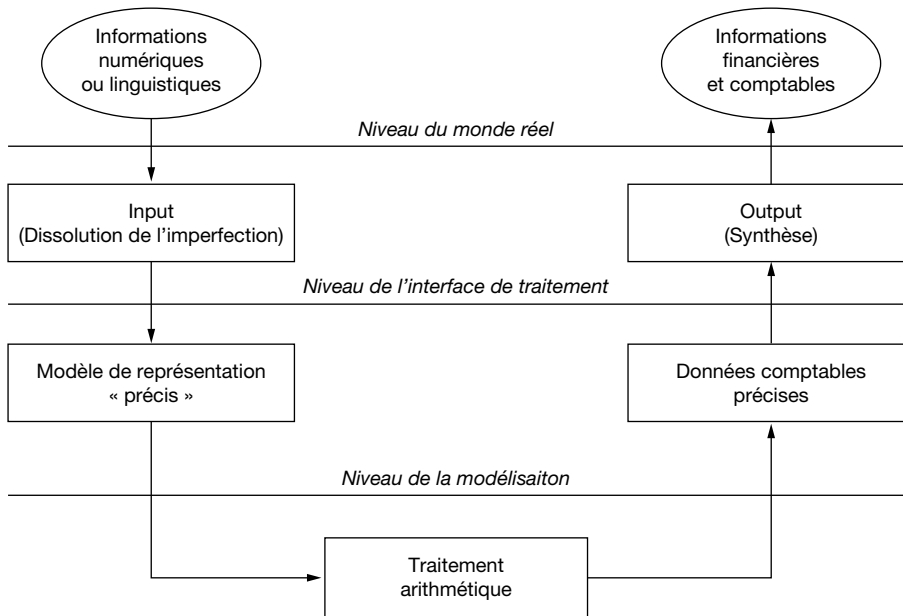 Informations
numériques
ou linguistiques
Informations
financières
et comptables
Niveau du monde réel
Input
(Dissolution de l'imperfection)
Output
(Synthèse)
Niveau de l'interface de traitement
Modèle de représentation
« précis »
Données comptables
précises
Niveau de la modélisaiton
Traitement
arithmétique